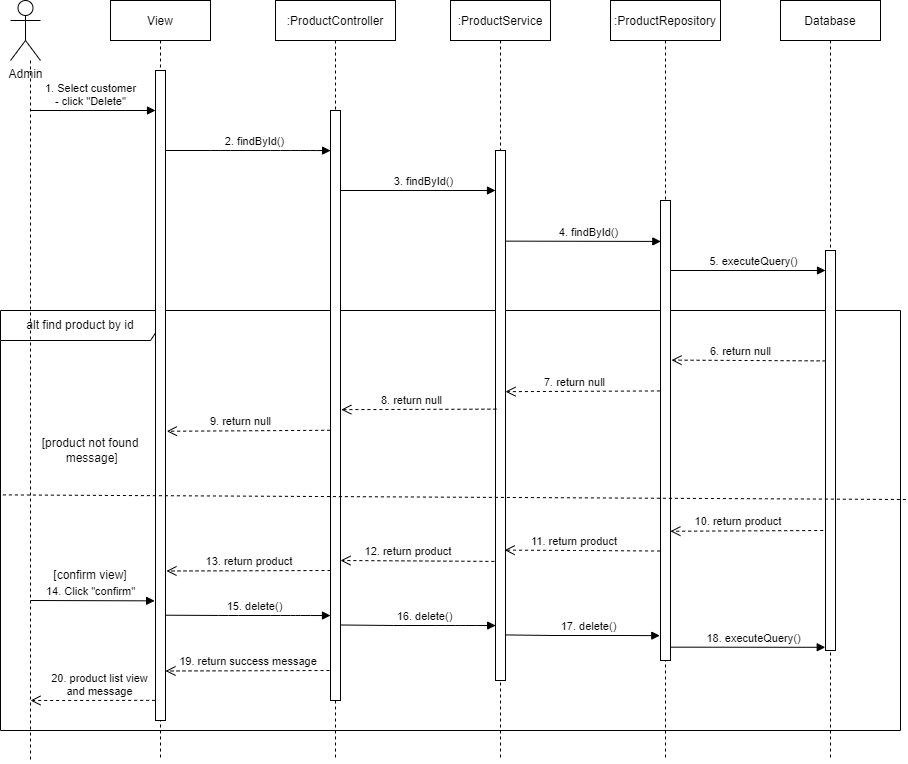 View
:ProductController
:ProductService
:ProductRepository
Database
Admin
1. Select customer
- click "Delete"
2. findById()
3. findById()
4. findById()
5. executeQuery()
alt find product by id
6. return null
7. return null
8. return null
9. return null
[product not found
message]
10. return product
11. return product
12. return product
13. return product
[confirm view]
14. Click "confirm"
15. delete()
16. delete()
17. delete()
18. executeQuery()
19. return success message
20. product list view
and message